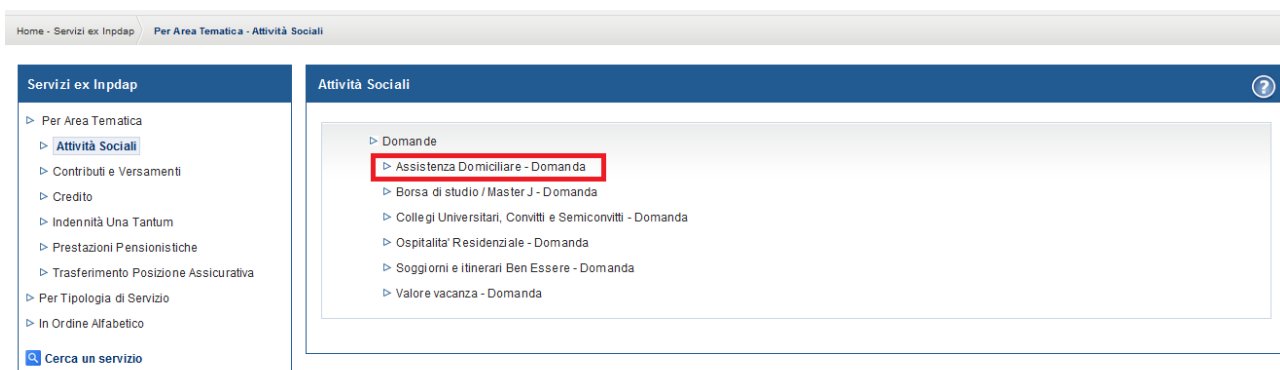 Home - Servizi ex Inpdap Per Area Tematica - Attività Sociali
Servizi ex Inpdap
Per Area Tematica
Attività Sociali
Contributi e Versamenti
Credito
Indennità Una Tantum
Prestazioni Pensionistiche
Trasferimento Posizione Assicurativa
Per Tipologia di Servizio
In Ordine Alfabetico
Cerca un servizio
Attività Sociali ?
Domande
Assistenza Domiciliare - Domanda
Borsa di studio / Master J - Domanda
Collegi Universitari, Convitti e Semiconvitti - Domanda
Ospitalita' Residenziale - Domanda
Soggiorni e itinerari Ben Essere - Domanda
Valore vacanza - Domanda